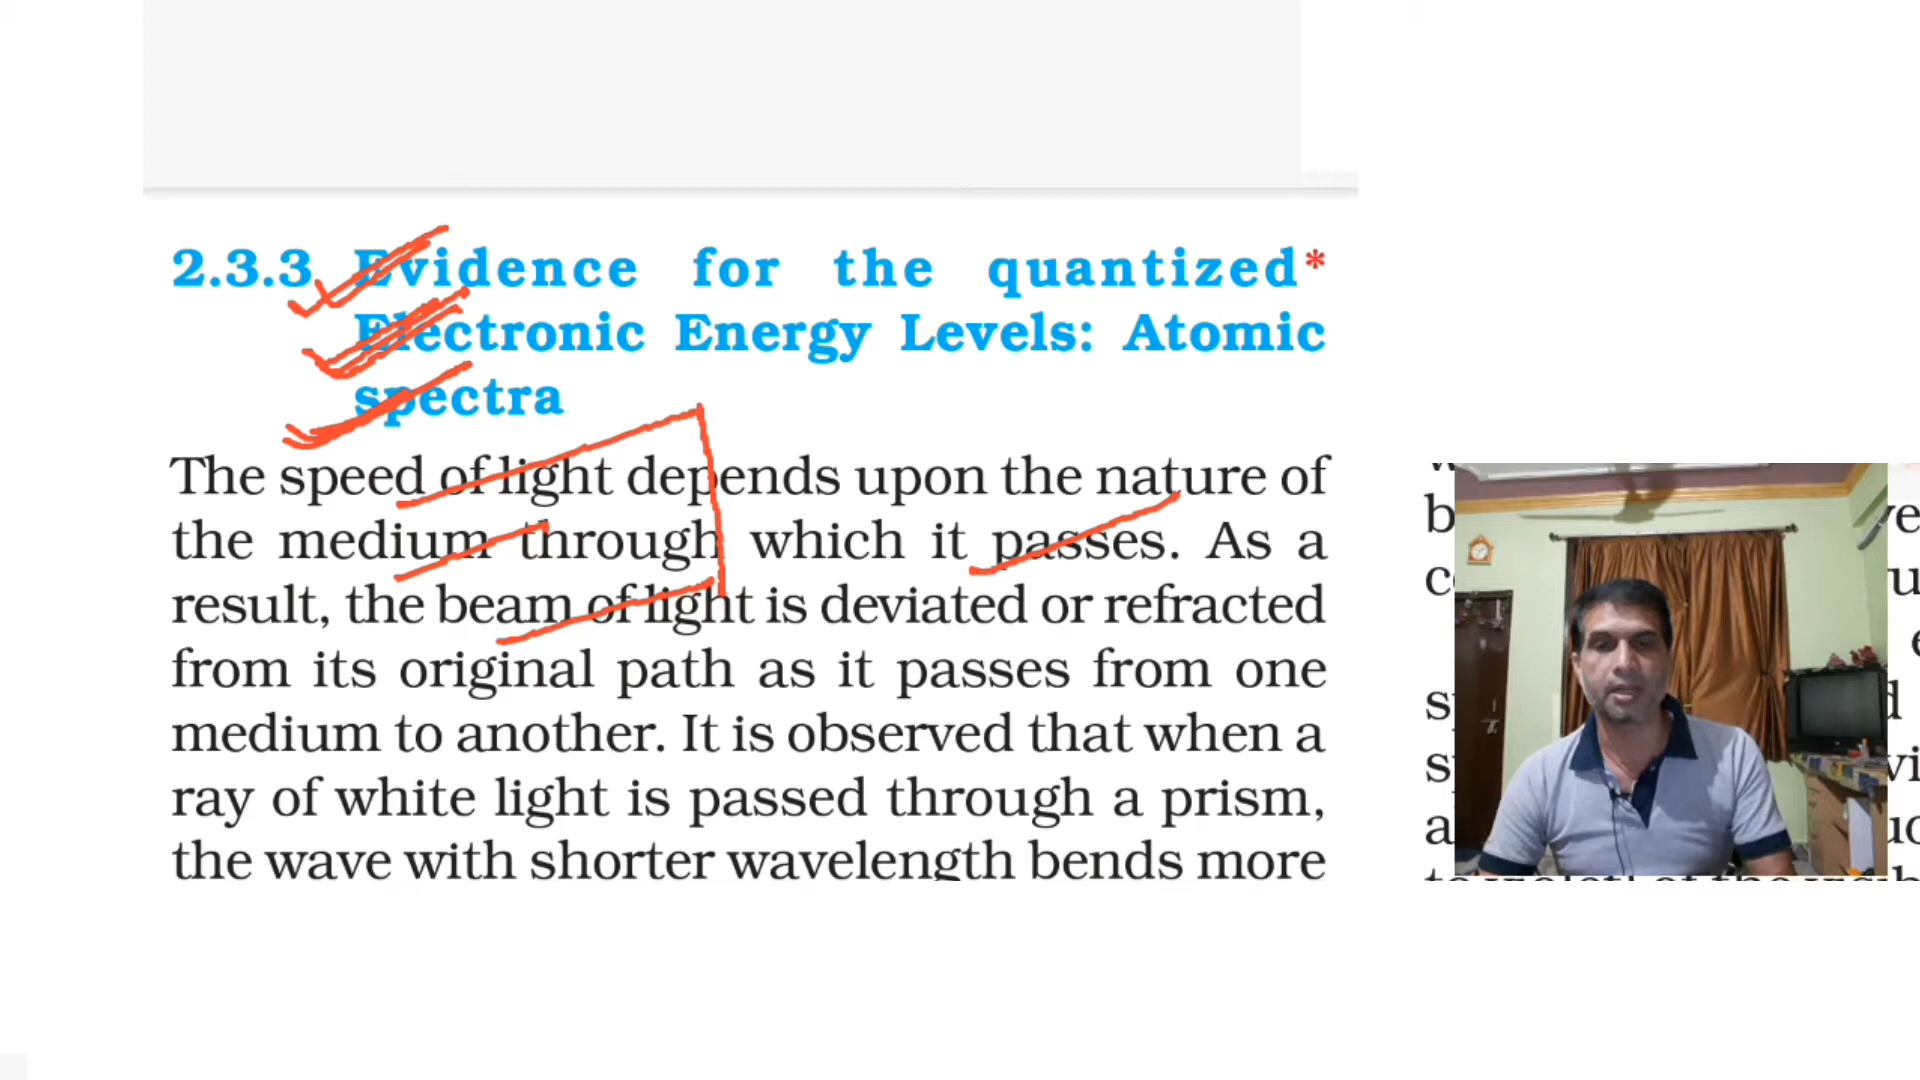 2.3.3 Evidence for the quantized*
Electronic Energy Levels: Atomic
spectra
The speed of light depends upon the nature of
the medium through which it passes. As a
result, the beam of light is deviated or refracted
from its original path as it passes from one
medium to another. It is observed that when a
ray of white light is passed through a prism,
the wave with shorter wavelength bends more